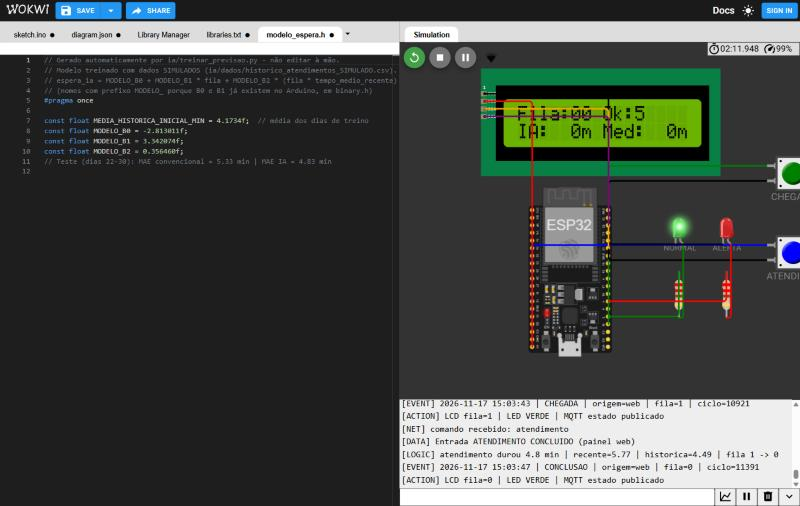 WOKWI SAVE SHARE Docs SIGN IN
sketch.ino diagram.json Library Manager libraries.txt modelo_espera.h
Simulation
02:11.948 99%
1 // Gerado automaticamente por ia/treinar_previsao.py - não editar à mão.
2 // Modelo treinado com dados SIMULADOS (ia/dados/historico_atendimentos_SIMULADO.csv).
3 // espera_ia = MODELO_B0 + MODELO_B1 * fila + MODELO_B2 * (fila * tempo_medio_recente)
4 // (nomes com prefixo MODELO_ porque B0 e B1 já existem no Arduino, em binary.h)
5 #pragma once
6
7 const float MEDIA_HISTORICA_INICIAL_MIN = 4.1734f; // média dos dias de treino
8 const float MODELO_B0 = -2.813011f;
9 const float MODELO_B1 = 3.342074f;
10 const float MODELO_B2 = 0.356460f;
11 // Teste (dias 22-30): MAE convencional = 5.33 min | MAE IA = 4.83 min
12
1
Fila:00 Ok:5
IA: 0m Med: 0m
CHEGA
ESP32
NORMAL
ALERTA
ATENDI
[EVENT] 2026-11-17 15:03:43 | CHEGADA | origem=web | fila=1 | ciclo=10921
[ACTION] LCD fila=1 | LED VERDE | MQTT estado publicado
[NET] comando recebido: atendimento
[DATA] Entrada ATENDIMENTO CONCLUIDO (painel web)
[LOGIC] atendimento durou 4.8 min | recente=5.77 | historica=4.49 | fila 1 -> 0
[EVENT] 2026-11-17 15:03:47 | CONCLUSAO | origem=web | fila=0 | ciclo=11391
[ACTION] LCD fila=0 | LED VERDE | MQTT estado publicado